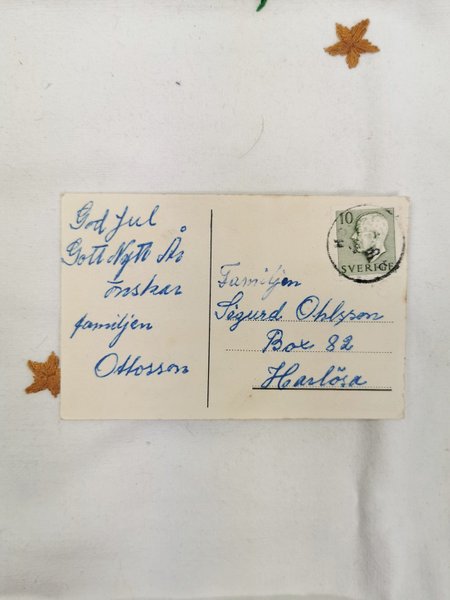 God Jul
Gott Nytt År
önskar
familjen
Ottosson
10
SVERIGE
Familjen
Sigurd Ohlsson
Box 82
Harlösa